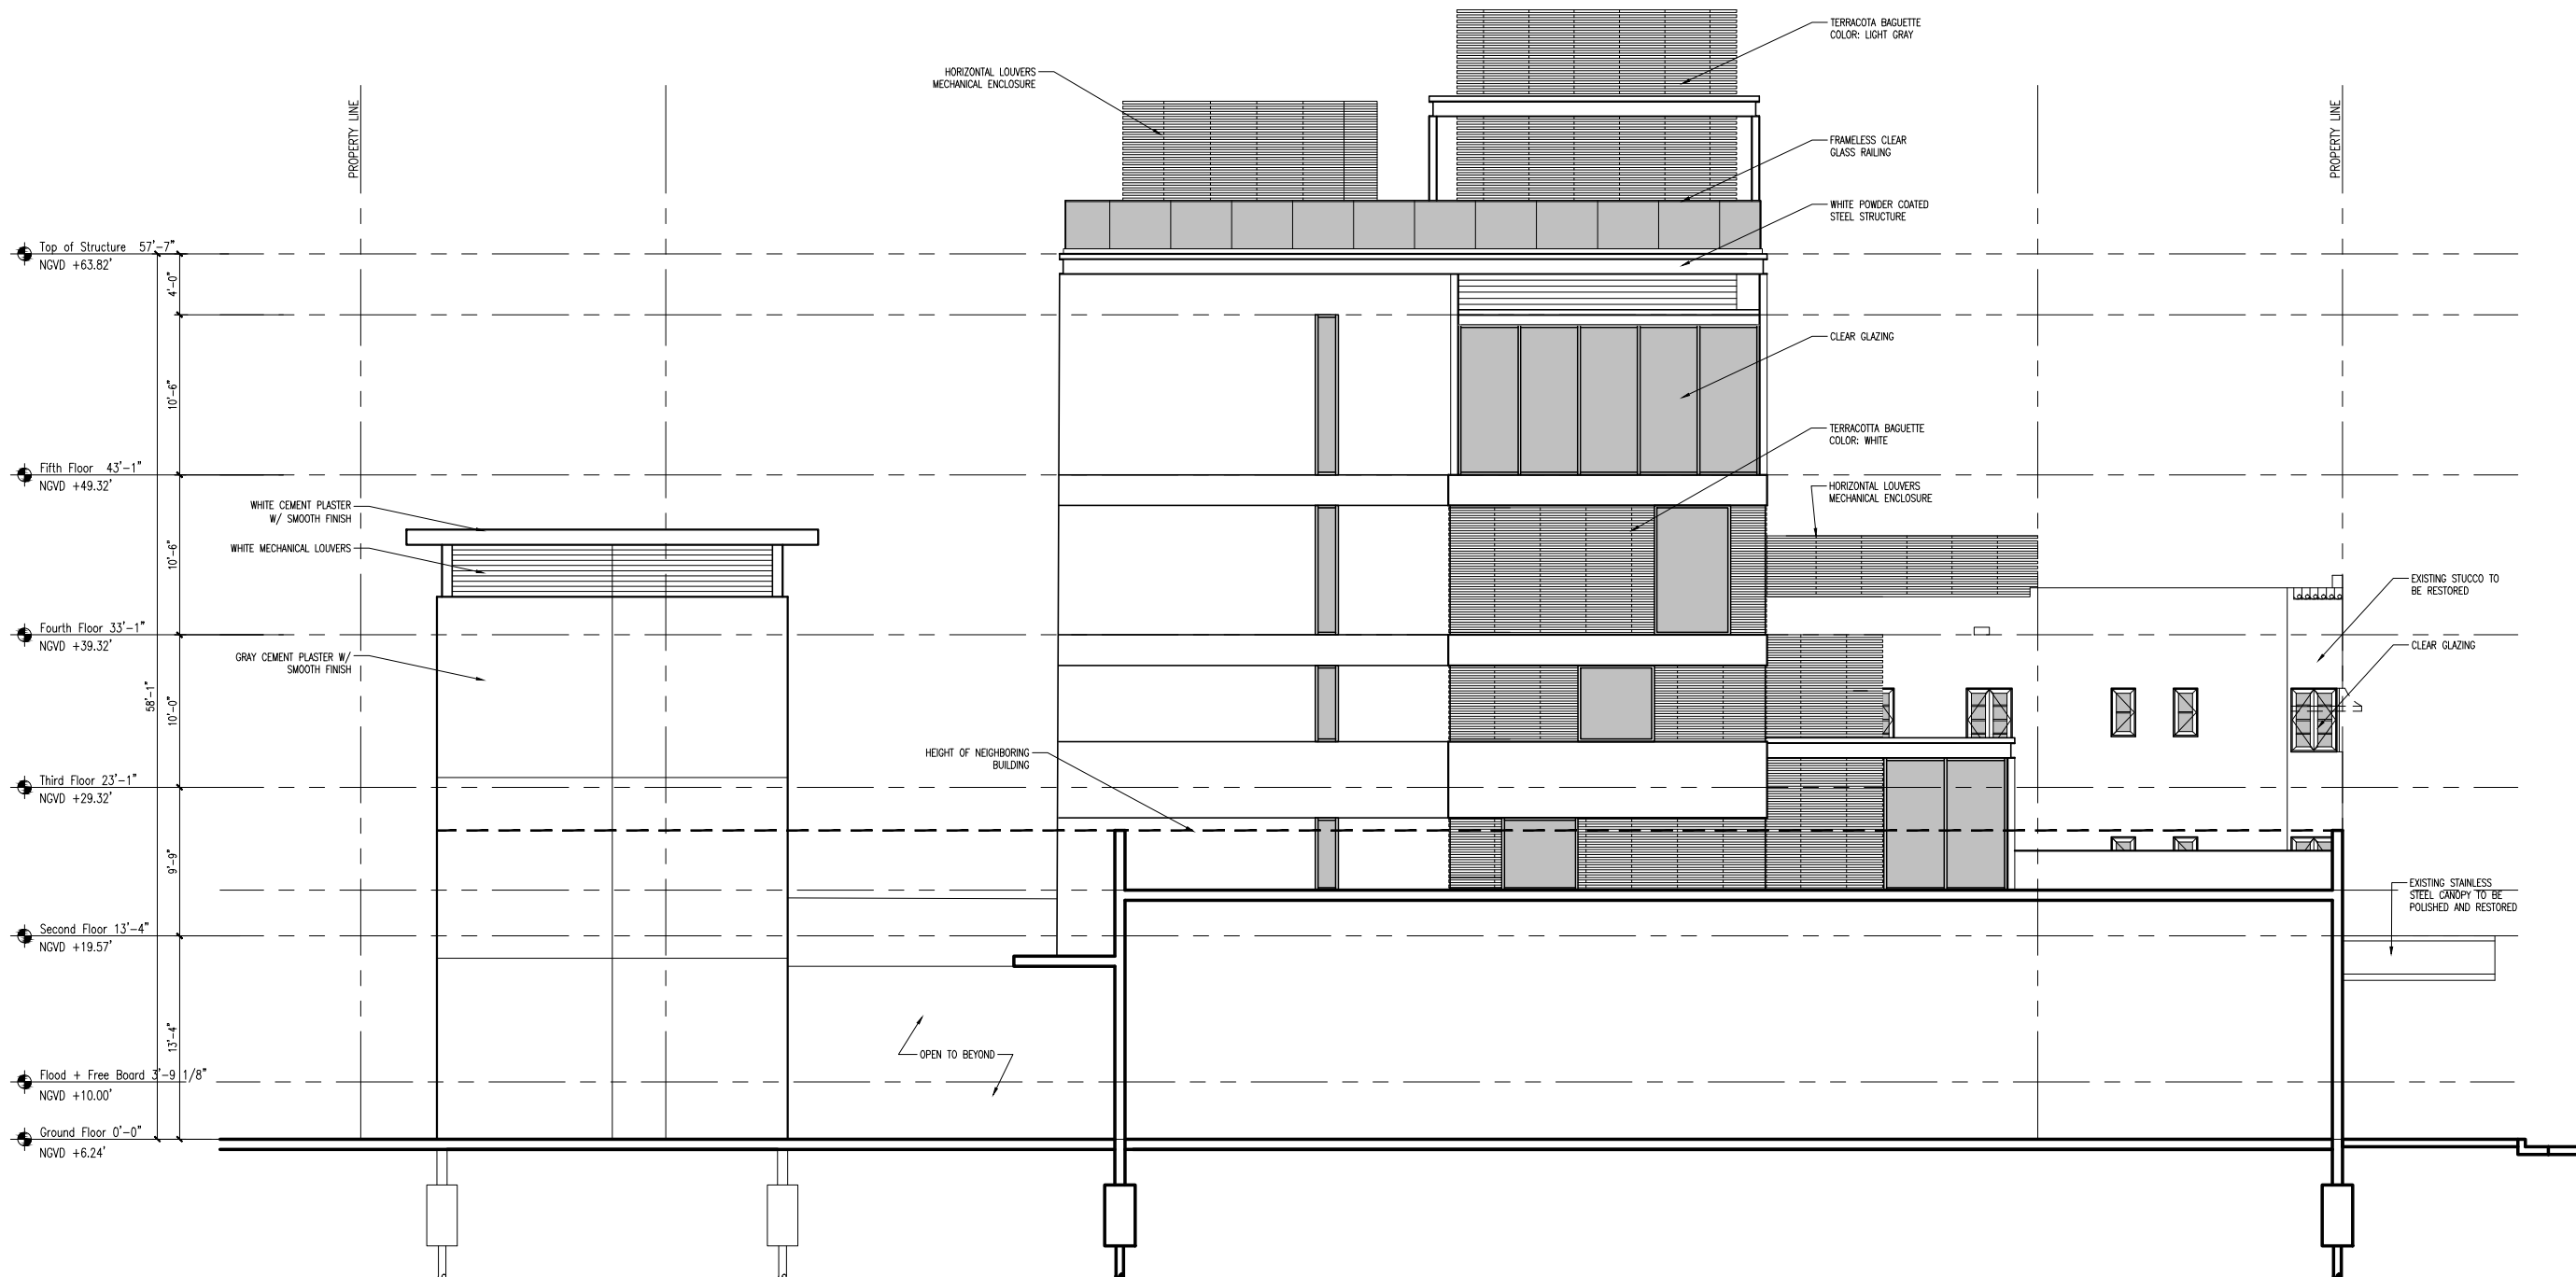 TERRACOTA BAGUETTE
COLOR: LIGHT GRAY
HORIZONTAL LOUVERS
MECHANICAL ENCLOSURE
PROPERTY LINE
PROPERTY LINE
FRAMELESS CLEAR
GLASS RAILING
WHITE POWDER COATED
STEEL STRUCTURE
Top of Structure 57'-7"
NGVD +63.82'
4'-0"
CLEAR GLAZING
10'-6"
TERRACOTTA BAGUETTE
COLOR: WHITE
Fifth Floor 43'-1"
NGVD +49.32'
HORIZONTAL LOUVERS
MECHANICAL ENCLOSURE
WHITE CEMENT PLASTER
W/ SMOOTH FINISH
WHITE MECHANICAL LOUVERS
10'-6"
EXISTING STUCCO TO
BE RESTORED
Fourth Floor 33'-1"
NGVD +39.32'
CLEAR GLAZING
GRAY CEMENT PLASTER W/
SMOOTH FINISH
58'-1"
10'-0"
HEIGHT OF NEIGHBORING
BUILDING
Third Floor 23'-1"
NGVD +29.32'
9'-9"
EXISTING STAINLESS
STEEL CANOPY TO BE
POLISHED AND RESTORED
Second Floor 13'-4"
NGVD +19.57'
13'-4"
OPEN TO BEYOND
Flood + Free Board 3'-9 1/8"
NGVD +10.00'
Ground Floor 0'-0"
NGVD +6.24'